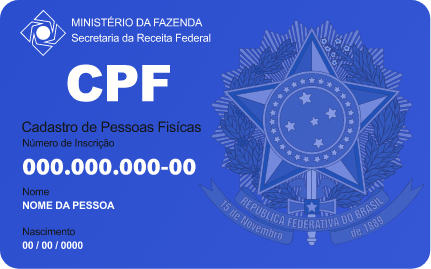 MINISTÉRIO DA FAZENDA
Secretaria da Receita Federal
CPF
Cadastro de Pessoas Fisícas
Número de Inscrição
000.000.000-00
Nome
NOME DA PESSOA
Nascimento
00 / 00 / 0000
REPÚBLICA FEDERATIVA DO BRASIL
15 de Novembro
de 1889